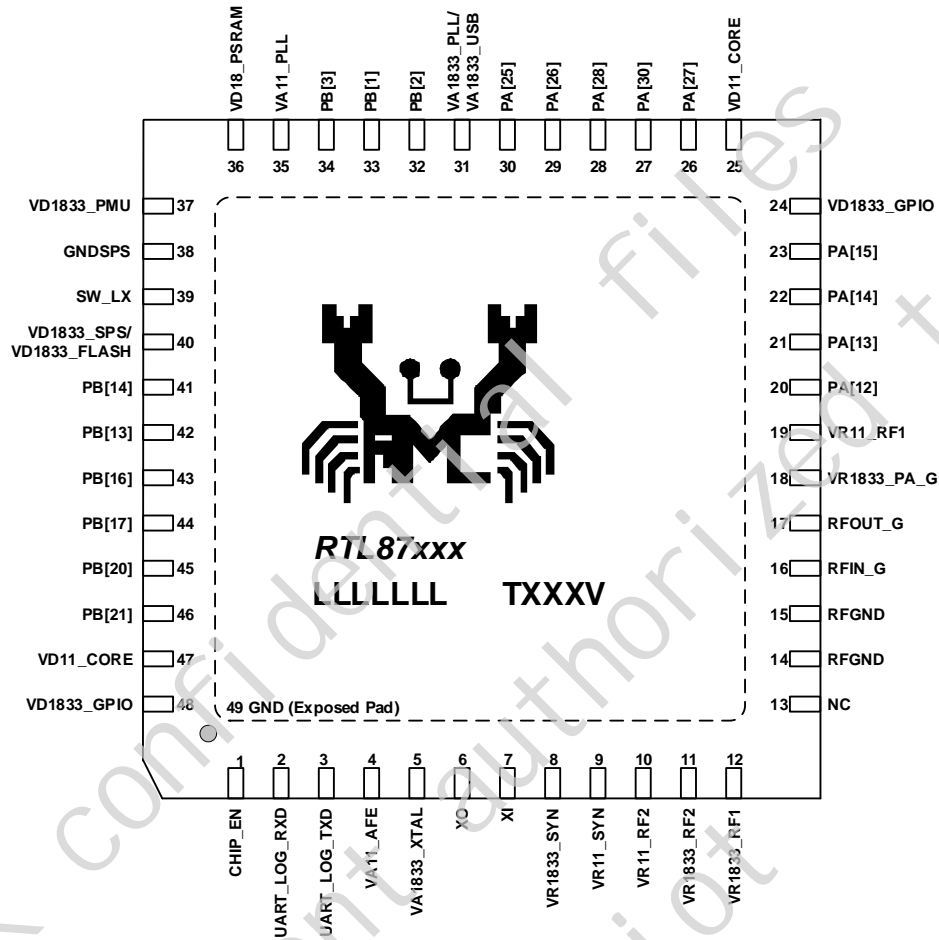 VD18_PSRAM
VA11_PLL
PB[3]
PB[1]
PB[2]
VA1833_PLL/
VA1833_USB
PA[25]
PA[26]
PA[28]
PA[30]
PA[27]
VD11_CORE
36 35 34 33 32 31 30 29 28 27 26 25
VD1833_PMU 37
GNDSPS 38
SW_LX 39
VD1833_SPS/
VD1833_FLASH 40
PB[14] 41
PB[13] 42
PB[16] 43
PB[17] 44
PB[20] 45
PB[21] 46
VD11_CORE 47
VD1833_GPIO 48
24 VD1833_GPIO
23 PA[15]
22 PA[14]
21 PA[13]
20 PA[12]
19 VR11_RF1
18 VR1833_PA_G
17 RFOUT_G
16 RFIN_G
15 RFGND
14 RFGND
13 NC
RTL87xxx
LLLLLLL TXXXV
49 GND (Exposed Pad)
1 2 3 4 5 6 7 8 9 10 11 12
CHIP_EN
UART_LOG_RXD
UART_LOG_TXD
VA11_AFE
VA1833_XTAL
XO
XI
VR1833_SYN
VR11_SYN
VR11_RF2
VR1833_RF2
VR1833_RF1
confidential files
authorized t